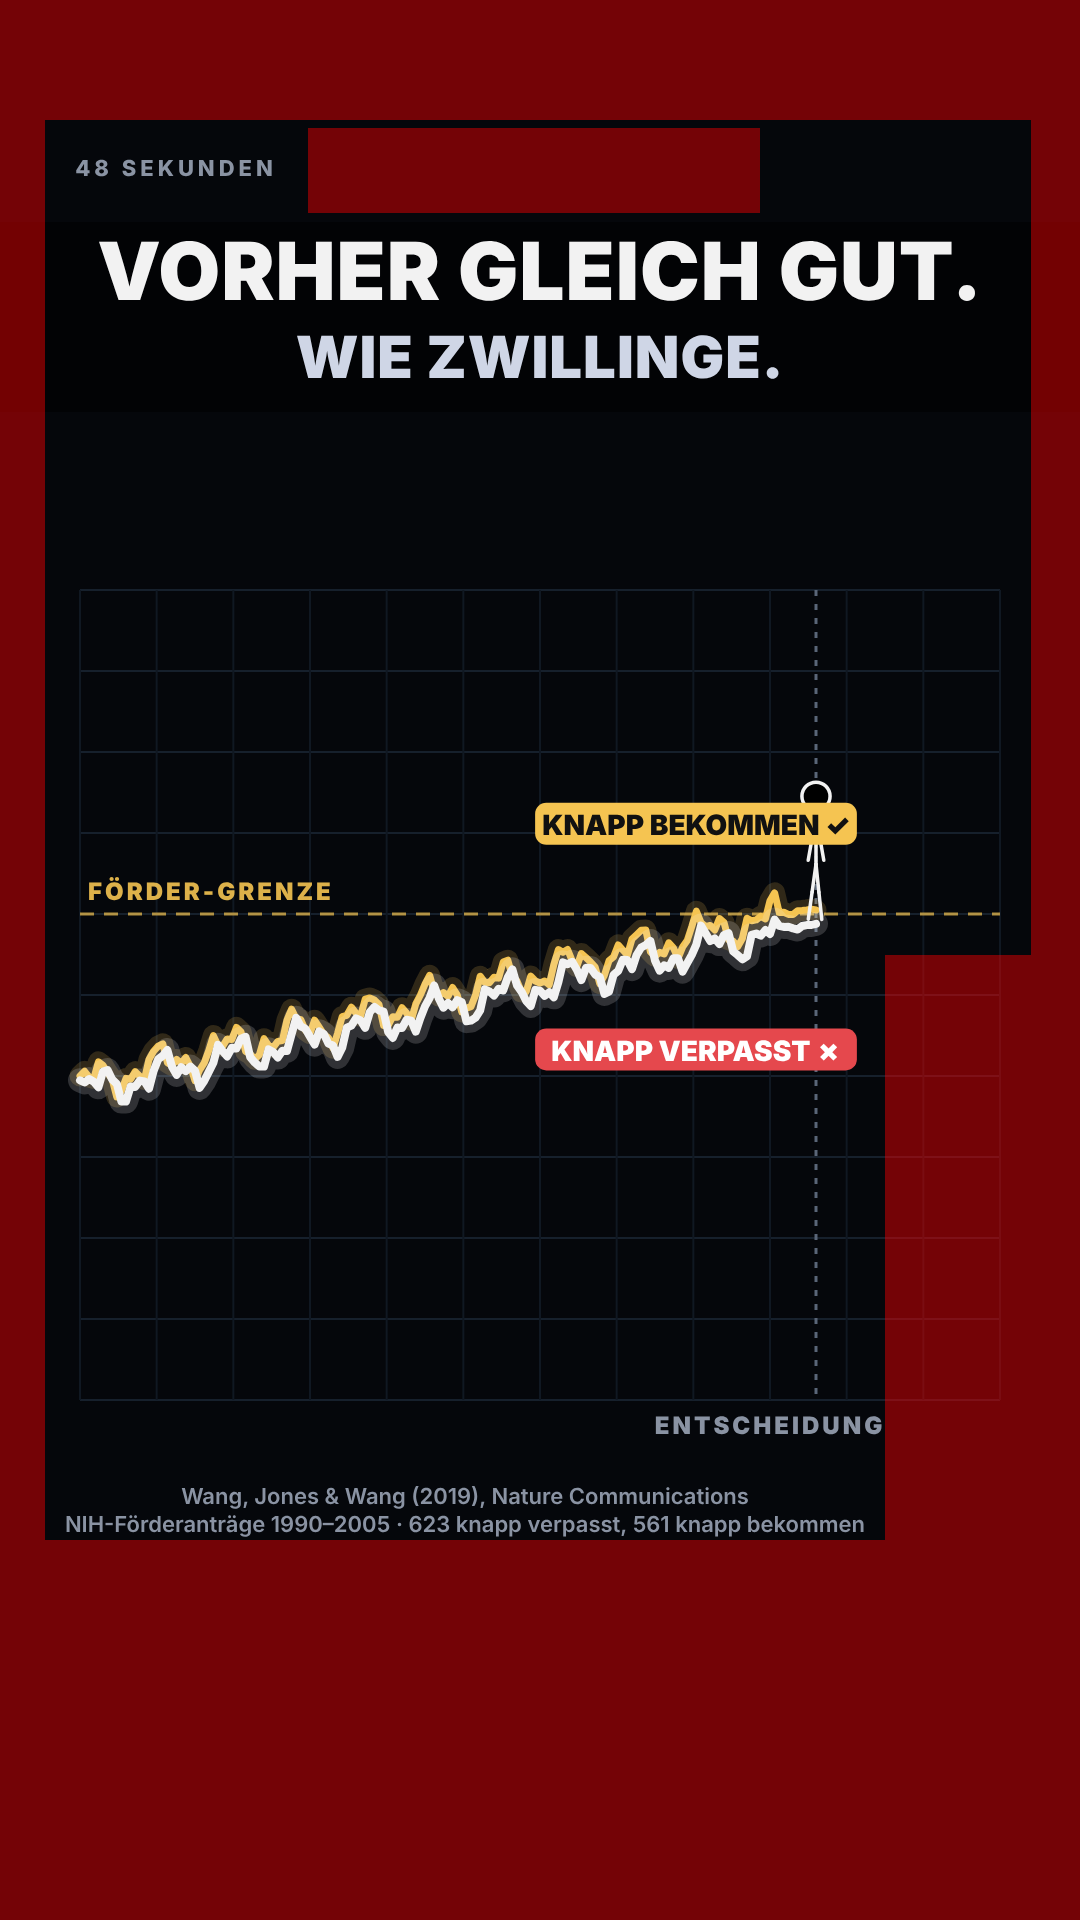 48 SEKUNDEN
VORHER GLEICH GUT.
WIE ZWILLINGE.
KNAPP BEKOMMEN ✔
FÖRDER-GRENZE
KNAPP VERPASST ✖
ENTSCHEIDUNG
Wang, Jones & Wang (2019), Nature Communications
NIH-Förderanträge 1990–2005 · 623 knapp verpasst, 561 knapp bekommen